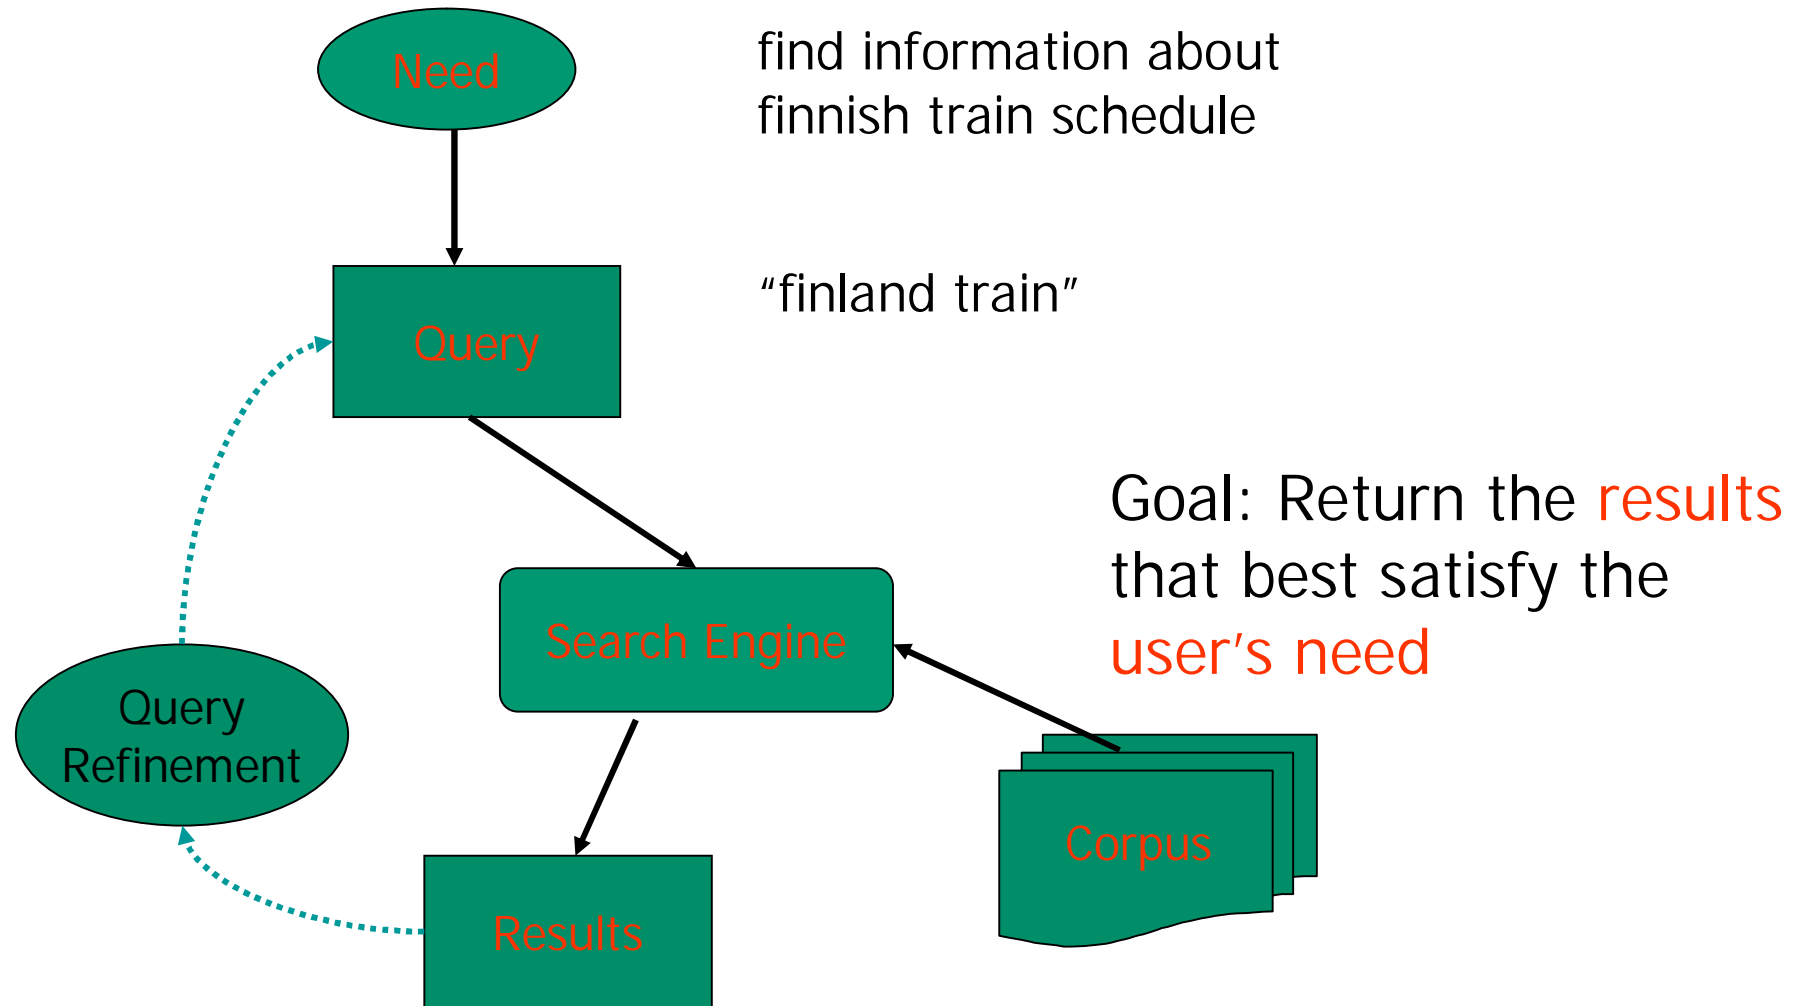 Need
find information about
finnish train schedule
Query
“finland train”
Goal: Return the results
that best satisfy the
user's need
Search Engine
Query
Refinement
Corpus
Results